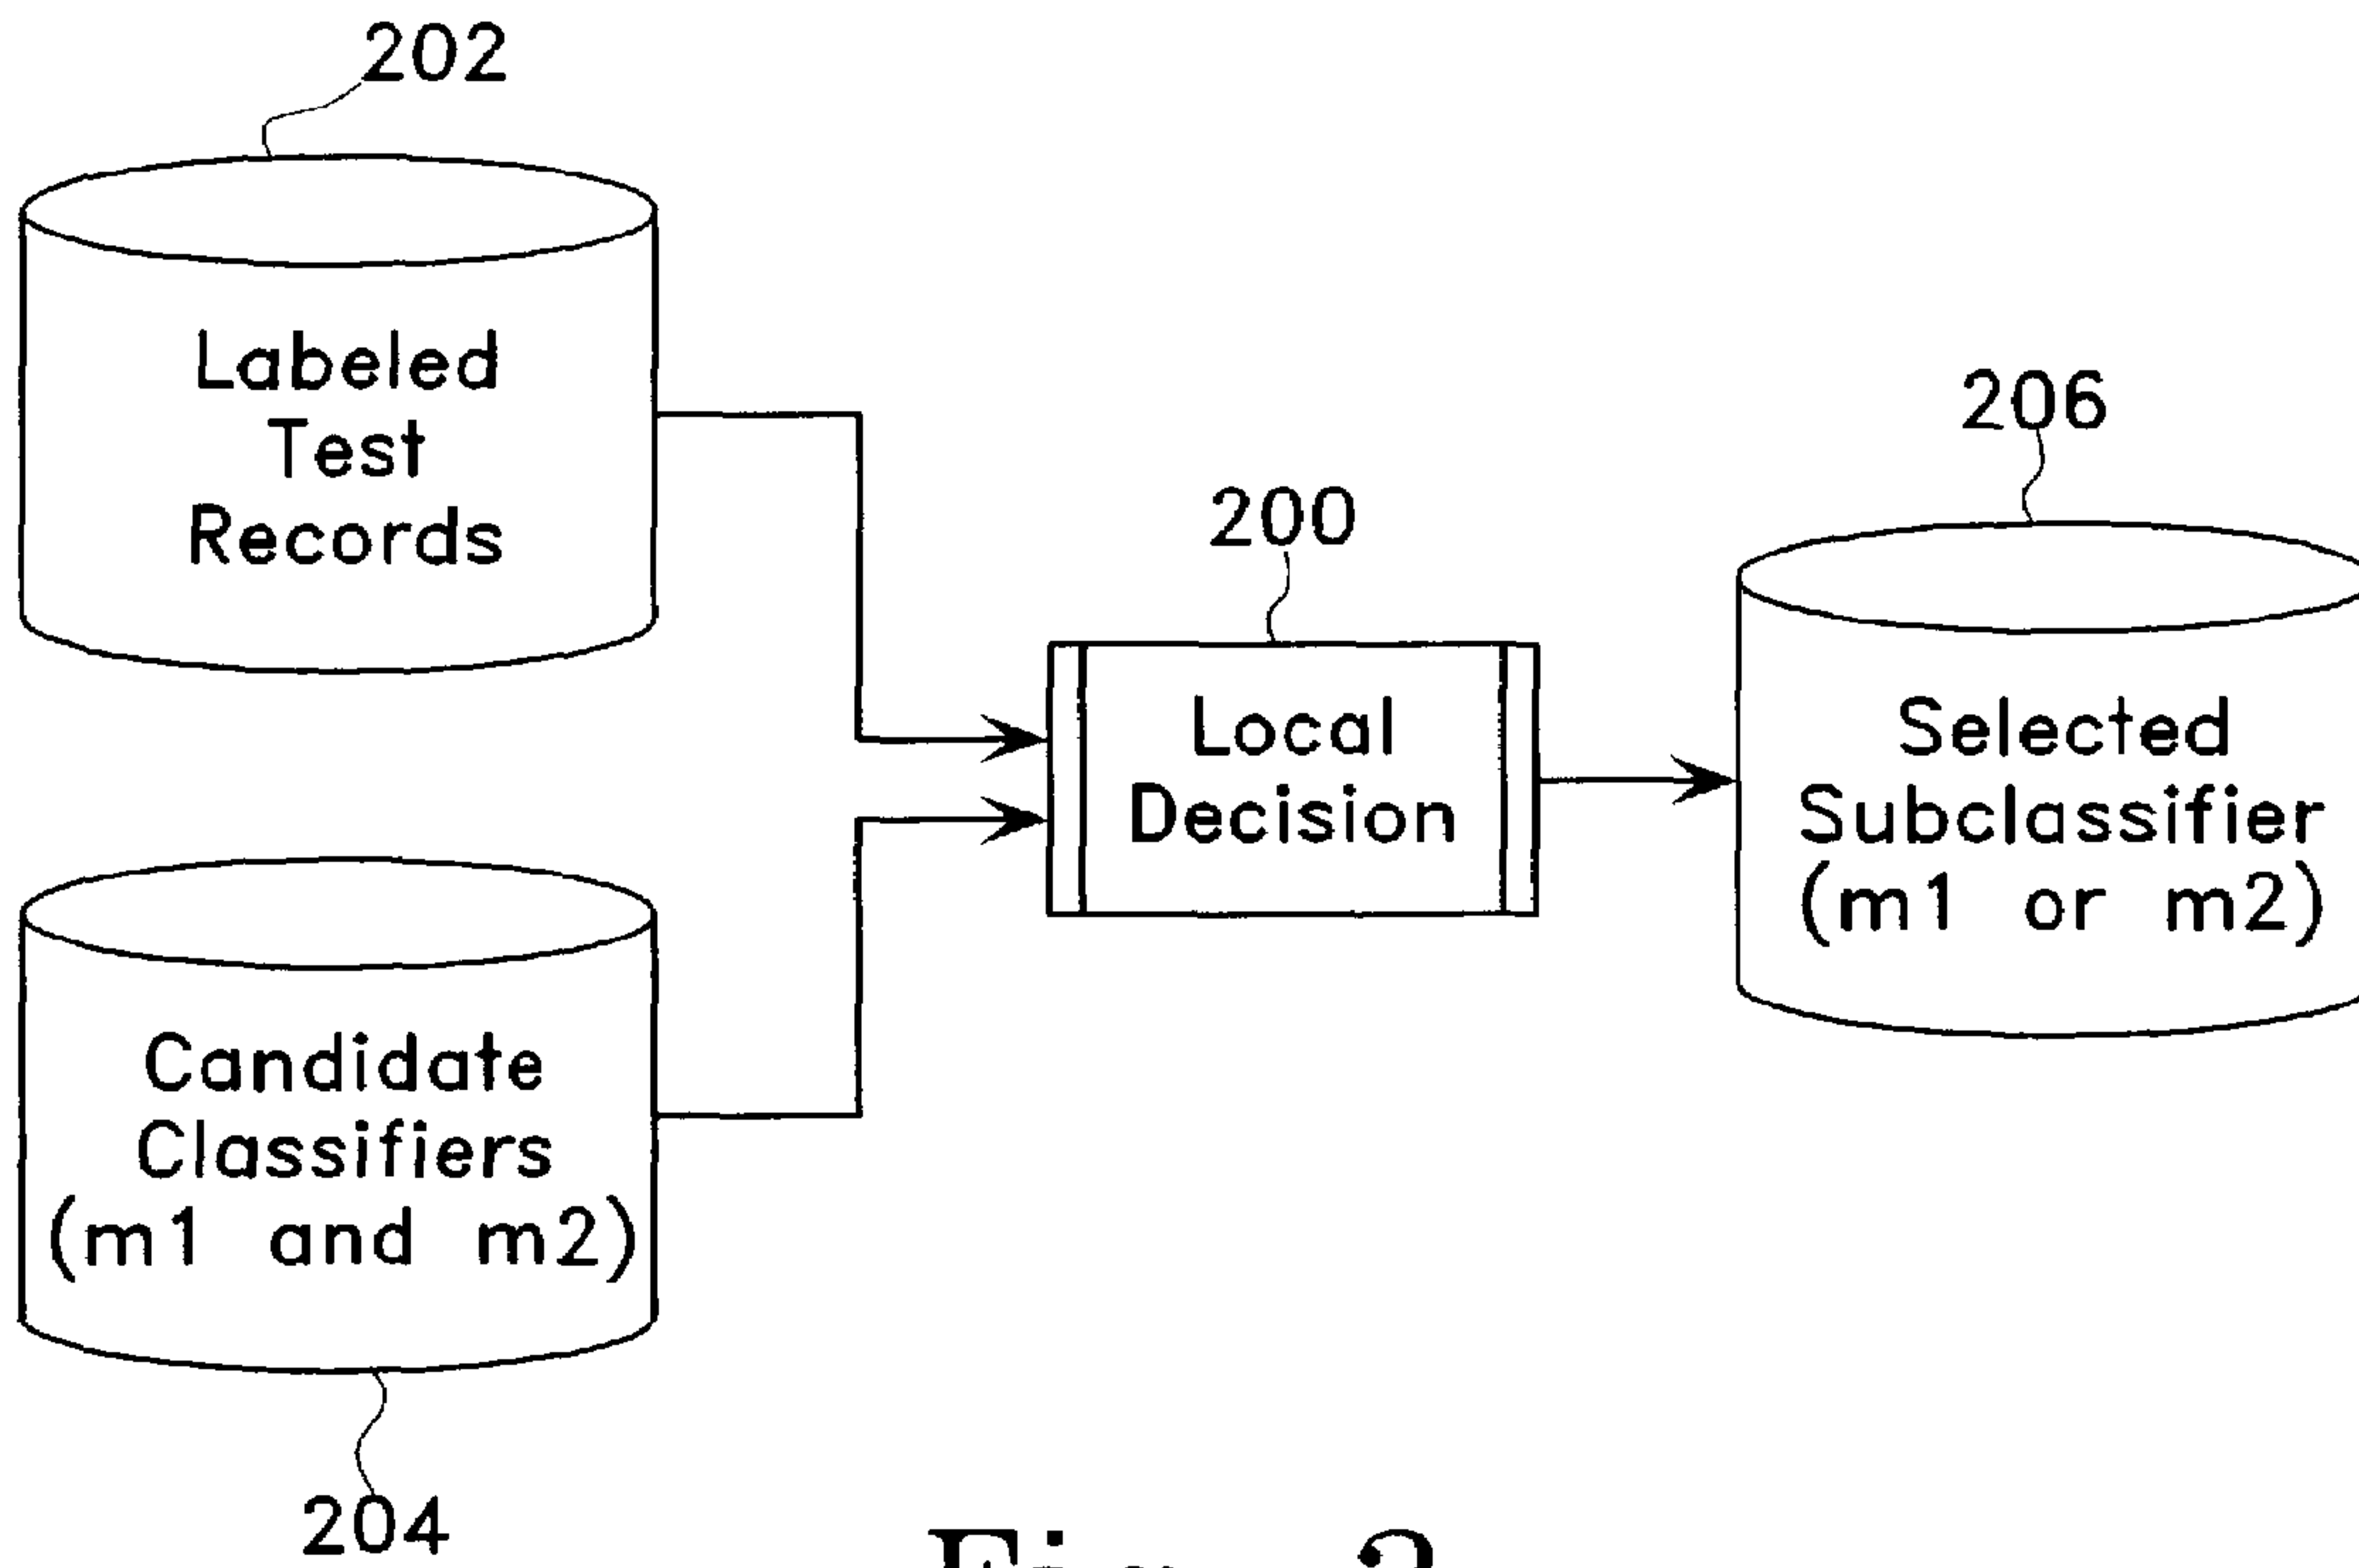 202
Labeled
Test
Records
206
200
Local
Decision
Selected
Subclassifier
(m1 or m2)
Candidate
Classifiers
(m1 and m2)
204